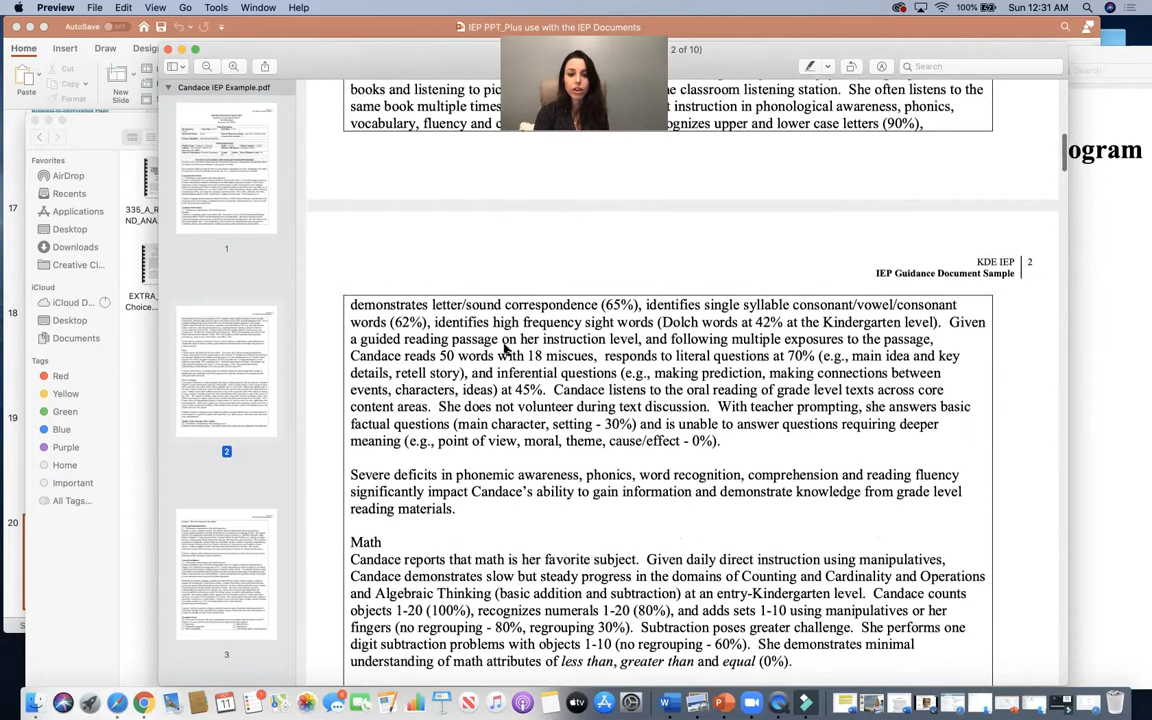 Preview File Edit View Go Tools Window Help 100% Sun 12:31 AM
AutoSave OFF IEP PPT_Plus use with the IEP Documents
Home Insert Draw
Paste Cut Copy Format New Slide
2 of 10) Search
Candace IEP Example.pdf
1
2
3
Favorites
AirDrop
Recents
Applications
Desktop
Downloads
Creative Cl...
iCloud
iCloud D...
Desktop
Documents
Tags
Red
Yellow
Green
Blue
Purple
Home
Important
All Tags...
17
18
19
20
335_A_R
ND_ANA
EXTRA_
Choice...
ogram
books and listening to pic e classroom listening station. She often listens to the
same book multiple times t instruction in phonological awareness, phonics,
vocabulary, fluency and c ognizes upper and lower case letters (90%),
KDE IEP 2
IEP Guidance Document Sample
demonstrates letter/sound correspondence (65%), identifies single syllable consonant/vowel/consonant
words (62%), identifies high frequency sight words (Dolch words at 42% at the Kindergarten level). Given
a guided reading passage on her instruction level, and following multiple exposures to the passage,
Candace reads 50 words with 18 miscues, responds to literal questions at 70% (e.g., main idea and key
details, retell story), and inferential questions (e.g., making prediction, making connections between
events, characters, ideas) at 45%. Candace listens to oral reading of grade level texts across core
content areas. She does not volunteer during text discussion. With teacher prompting, she answers basic
factual questions (main character, setting - 30%) and is unable to answer questions requiring deeper
meaning (e.g., point of view, moral, theme, cause/effect - 0%).
Severe deficits in phonemic awareness, phonics, word recognition, comprehension and reading fluency
significantly impact Candace's ability to gain information and demonstrate knowledge from grade level
reading materials.
Math
Candace reports that math is her favorite subject. Given daily direct instruction using manipulatives,
Candace demonstrates slow but steady progress in the domains of Counting and Cardinality and Operations
and Algebraic Thinking (basic addition and subtraction) at an entry-Kindergarten level. Candace counts
objects 1-20 (100%), recognizes numerals 1-20 (80%), and adds sets 1-10 using manipulatives or her
fingers (no regrouping - 80%, regrouping 30%). Subtraction poses greater challenge. She performs one
digit subtraction problems with objects 1-10 (no regrouping - 60%). She demonstrates minimal
understanding of math attributes of less than, greater than and equal (0%).